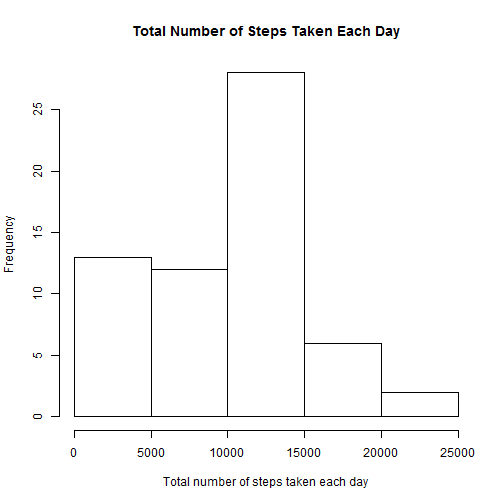 Total Number of Steps Taken Each Day
Frequency
25
20
15
10
5
0
0 5000 10000 15000 20000 25000
Total number of steps taken each day